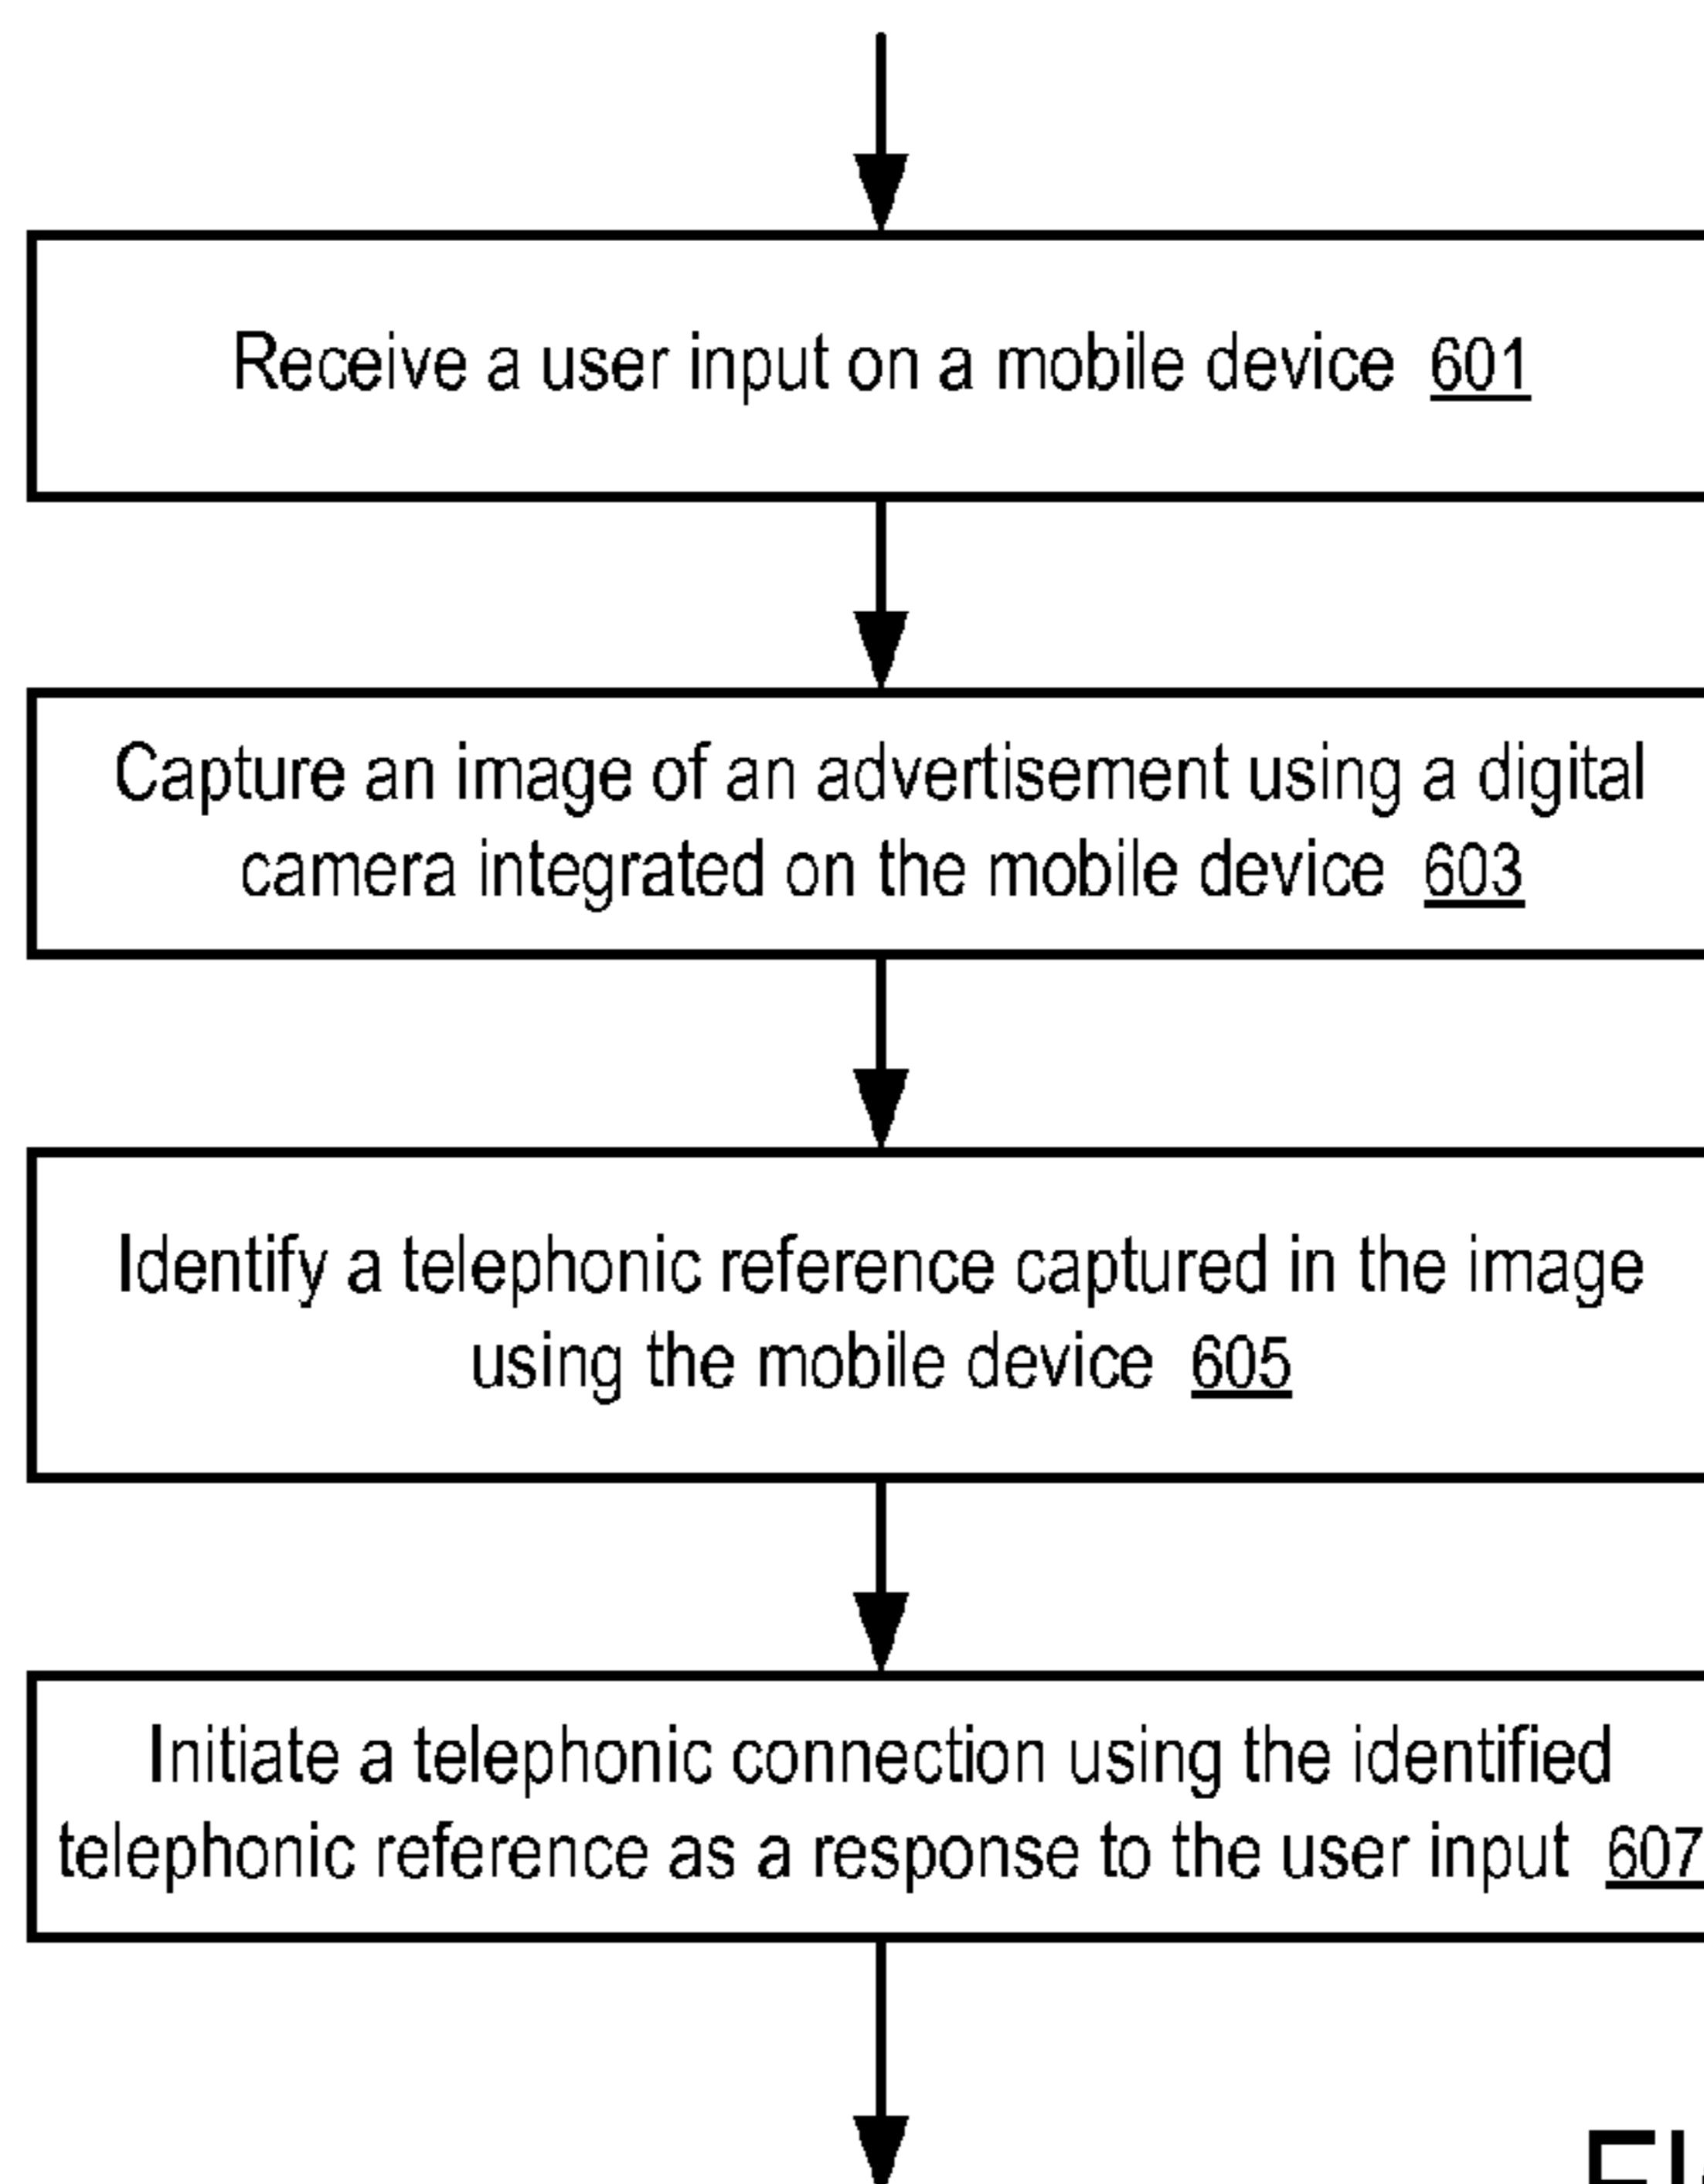 Receive a user input on a mobile device 601
Capture an image of an advertisement using a digital
camera integrated on the mobile device 603
Identify a telephonic reference captured in the image
using the mobile device 605
Initiate a telephonic connection using the identified
telephonic reference as a response to the user input 607